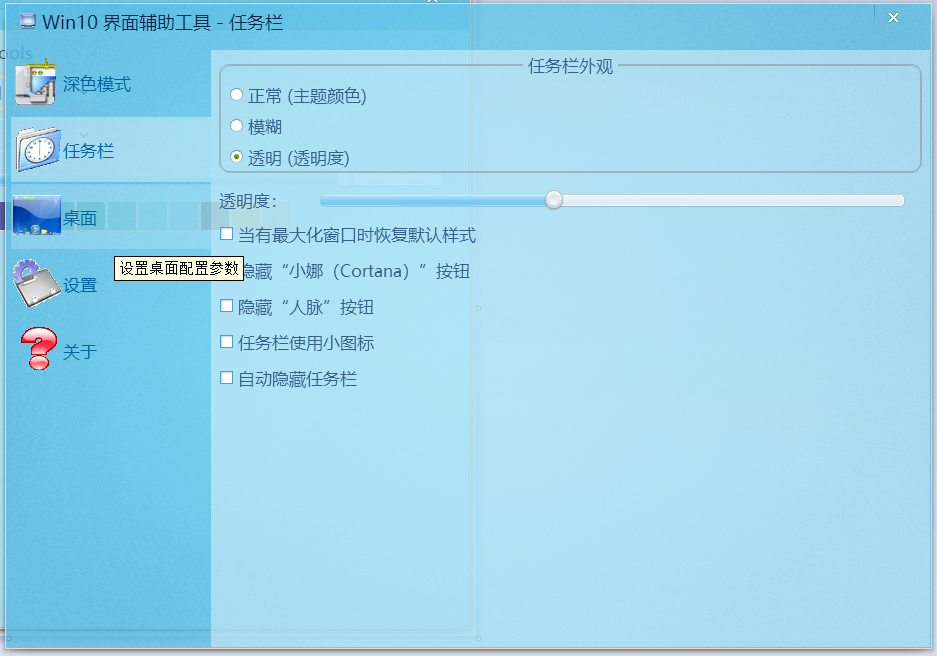 Win10 界面辅助工具 - 任务栏
ools
深色模式
任务栏
桌面
设置
关于
设置桌面配置参数
任务栏外观
正常 (主题颜色)
模糊
透明 (透明度)
透明度：
当有最大化窗口时恢复默认样式
隐藏“小娜（Cortana）”按钮
隐藏“人脉”按钮
任务栏使用小图标
自动隐藏任务栏